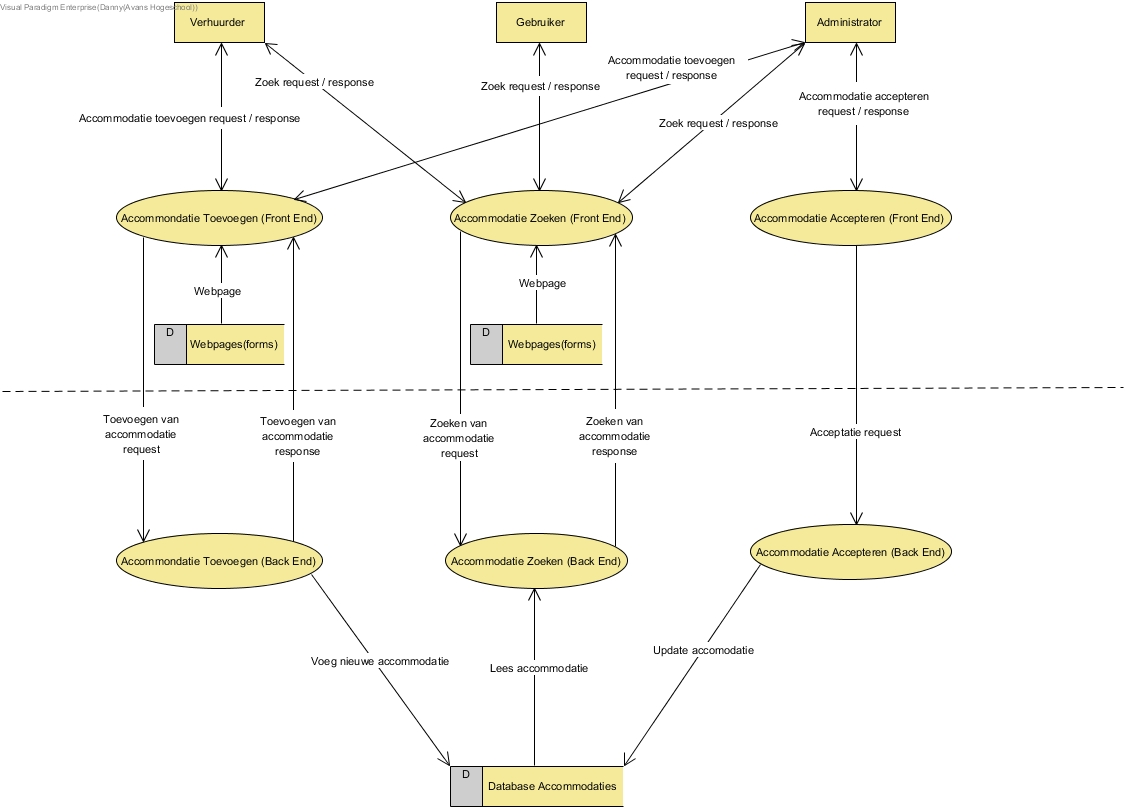 Visual Paradigm Enterprise(Danny(Avans Hogeschool))
Verhuurder
Gebruiker
Administrator
Accommodatie toevoegen
request / response
Zoek request / response
Zoek request / response
Accommodatie accepteren
request / response
Accommodatie toevoegen request / response
Zoek request / response
Accommondatie Toevoegen (Front End)
Accommodatie Zoeken (Front End)
Accommodatie Accepteren (Front End)
Webpage
Webpage
D
Webpages(forms)
D
Webpages(forms)
Toevoegen van
accommodatie
request
Toevoegen van
accommodatie
response
Zoeken van
accommodatie
request
Zoeken van
accommodatie
response
Acceptatie request
Accommondatie Toevoegen (Back End)
Accommodatie Zoeken (Back End)
Accommodatie Accepteren (Back End)
Voeg nieuwe accommodatie
Lees accommodatie
Update accomodatie
D
Database Accommodaties